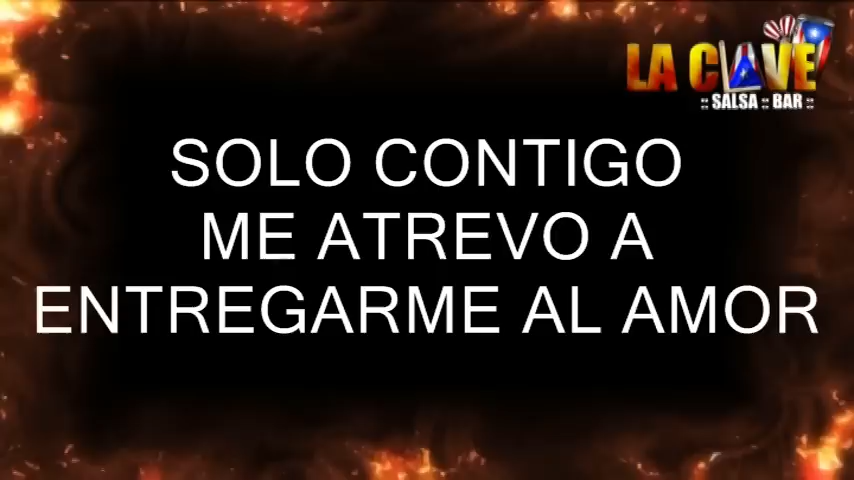 LA CLAVE
:: SALSA :: BAR ::
SOLO CONTIGO
ME ATREVO A
ENTREGARME AL AMOR